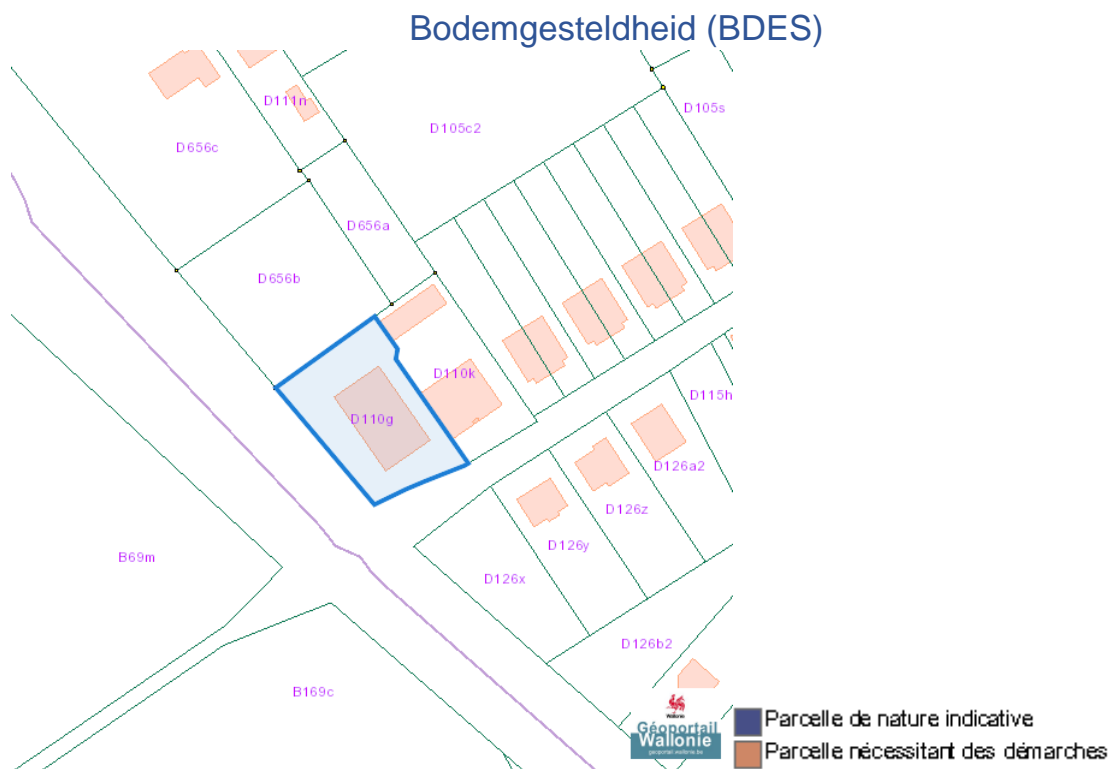 Bodemgesteldheid (BDES)
D111n
D105s
D105c2
D656c
D656a
D656b
D110k
D115h
D110g
D126a2
D126z
D126y
B69m
D126x
D126b2
B169c
Wallonie
Géoportail
Wallonie
geoportail.wallonie.be
Parcelle de nature indicative
Parcelle nécessitant des démarches